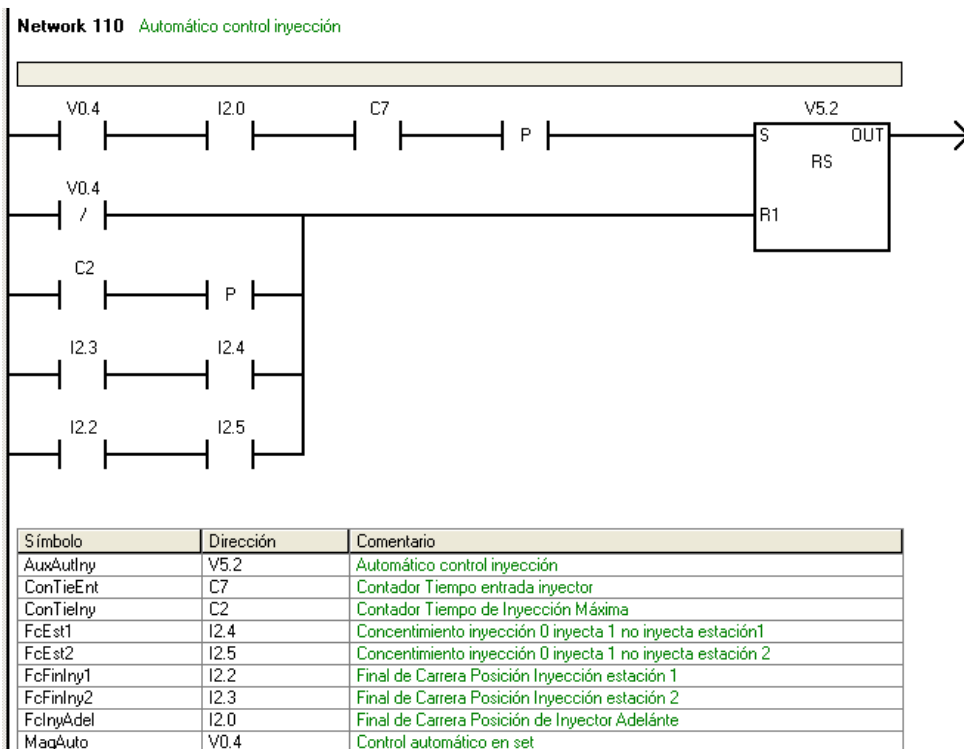 Network 110 Automático control inyección
V0.4 I2.0 C7 V5.2
P S OUT
RS
V0.4
/ R1
C2
P
I2.3 I2.4
I2.2 I2.5
Símbolo Dirección Comentario
AuxAutIny V5.2 Automático control inyección
ConTieEnt C7 Contador Tiempo entrada inyector
ConTieIny C2 Contador Tiempo de Inyección Máxima
FcEst1 I2.4 Concentimiento inyección 0 inyecta 1 no inyecta estación1
FcEst2 I2.5 Concentimiento inyección 0 inyecta 1 no inyecta estación 2
FcFinIny1 I2.2 Final de Carrera Posición Inyección estación 1
FcFinIny2 I2.3 Final de Carrera Posición Inyección estación 2
FcInyAdel I2.0 Final de Carrera Posición de Inyector Adelánte
MaqAuto V0.4 Control automático en set